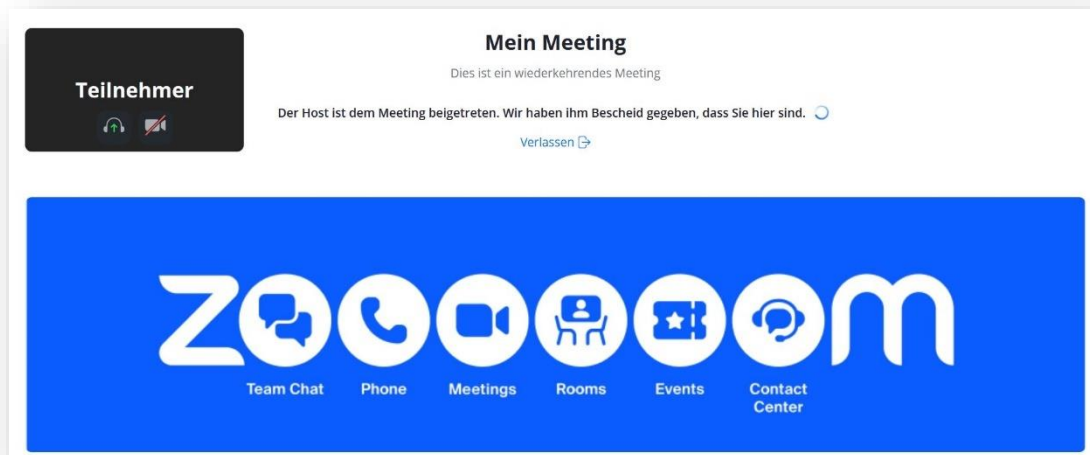 Teilnehmer
Mein Meeting
Dies ist ein wiederkehrendes Meeting
Der Host ist dem Meeting beigetreten. Wir haben ihm Bescheid gegeben, dass Sie hier sind.
Verlassen
zoooooom
Team Chat
Phone
Meetings
Rooms
Events
Contact
Center